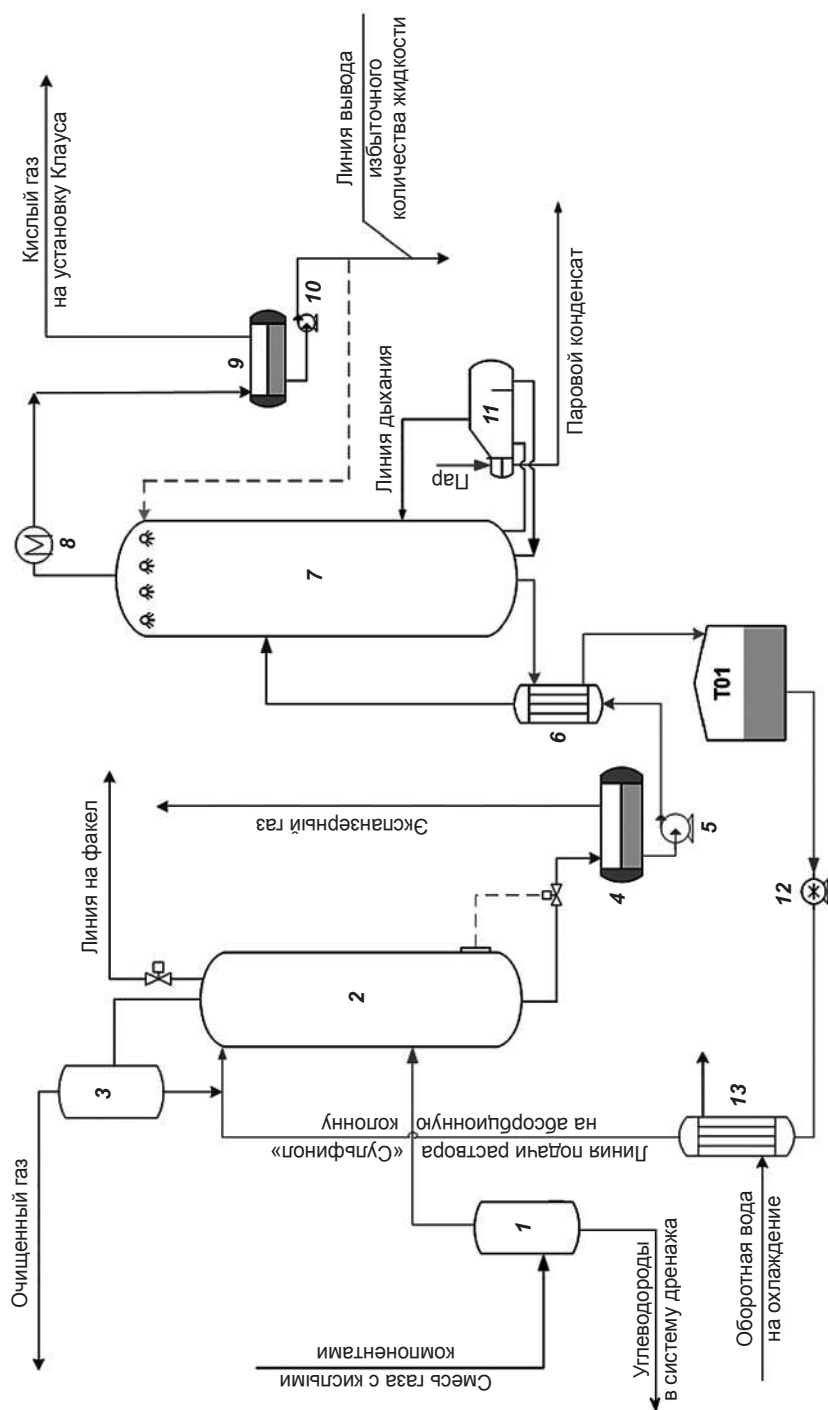 Смесь газа с кислыми
компонентами
Углеводороды
в систему дренажа
1
Очищенный газ
3
Линия на факел
2
Линия подачи раствора «Сульфинол»
на абсорбционную колонну
Оборотная вода
на охлаждение
13
12
Экспанзерный газ
4
5
6
T01
7
8
Кислый газ
на установку Клауса
9
10
Линия вывода
избыточного
количества жидкости
Линия дыхания
Пар
11
Паровой конденсат